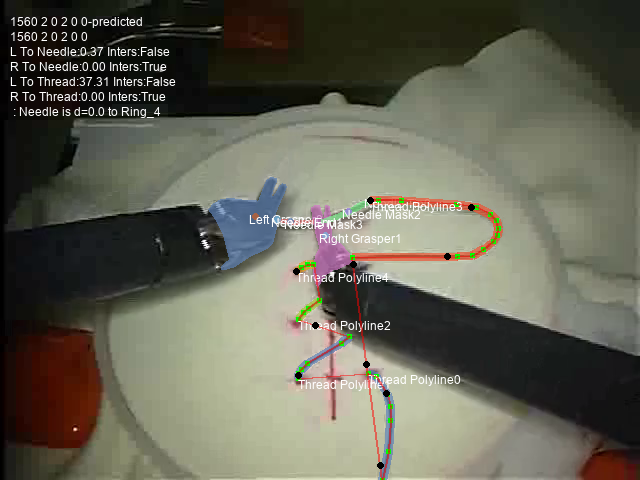 1560 2 0 2 0 0-predicted
1560 2 0 2 0 0
L To Needle:0.37 Inters:False
R To Needle:0.00 Inters:True
L To Thread:37.31 Inters:False
R To Thread:0.00 Inters:True
: Needle is d=0.0 to Ring_4
Thread Polyline3
Needle Mask2
Left Grasper
Needle Mask3
Right Grasper1
Thread Polyline4
Thread Polyline2
Thread Polyline0
Thread Polyline